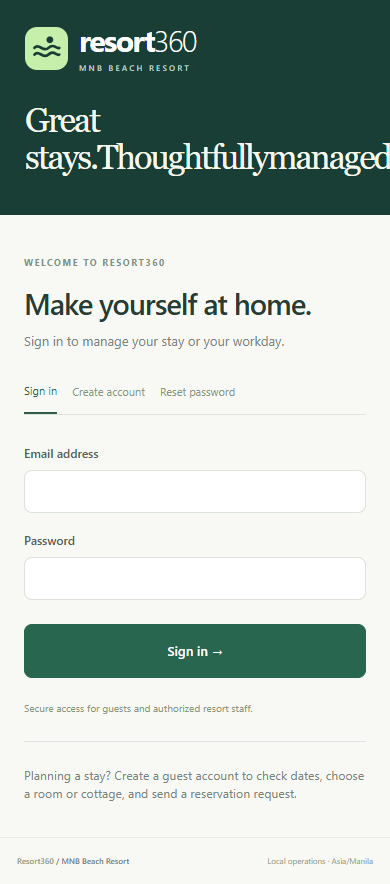 resort360
MNB BEACH RESORT
Great
stays.Thoughtfullymanaged
WELCOME TO RESORT360
Make yourself at home.
Sign in to manage your stay or your workday.
Sign in Create account Reset password
Email address
Password
Sign in →
Secure access for guests and authorized resort staff.
Planning a stay? Create a guest account to check dates, choose
a room or cottage, and send a reservation request.
Resort360 / MNB Beach Resort Local operations · Asia/Manila